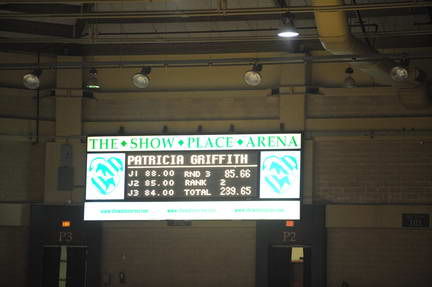 THE ◆ SHOW ◆ PLACE ◆ ARENA
PATRICIA GRIFFITH
J1 88.00 RND 3 85.66
J2 85.00 RANK 2
J3 84.00 TOTAL 239.65
P3
P2